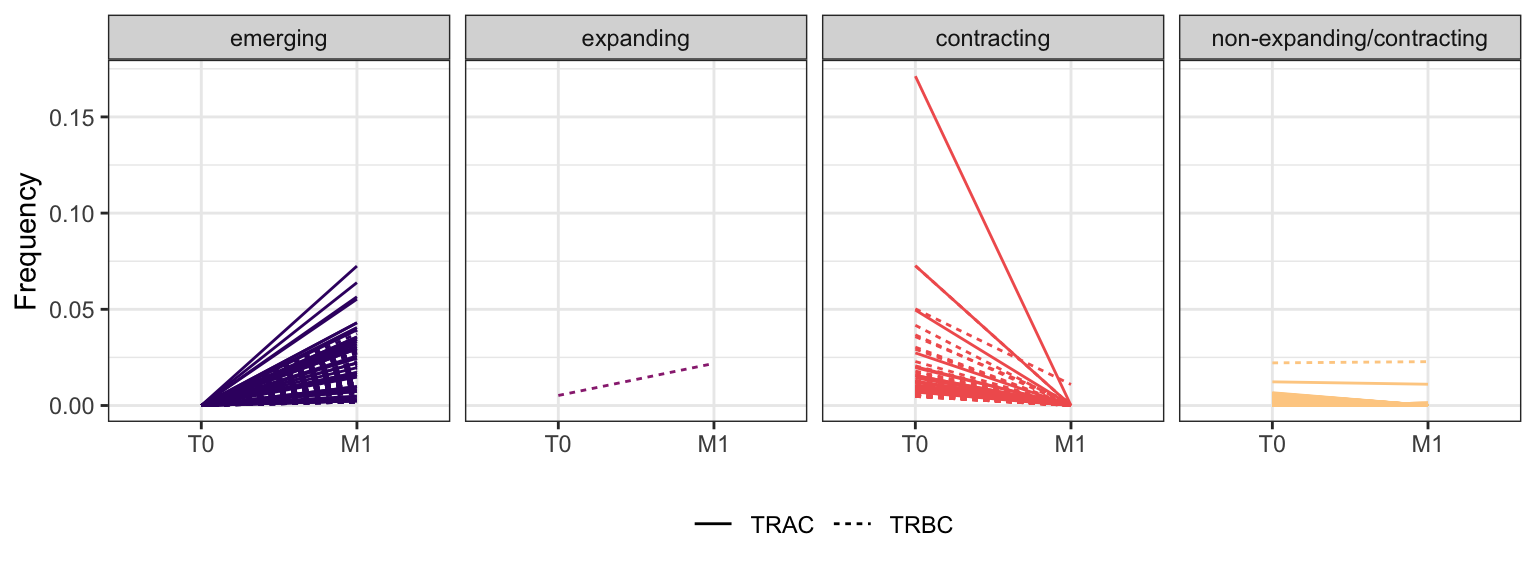 emerging
expanding
contracting
non-expanding/contracting
Frequency
0.15
0.10
0.05
0.00
T0 M1
T0 M1
T0 M1
T0 M1
TRAC TRBC